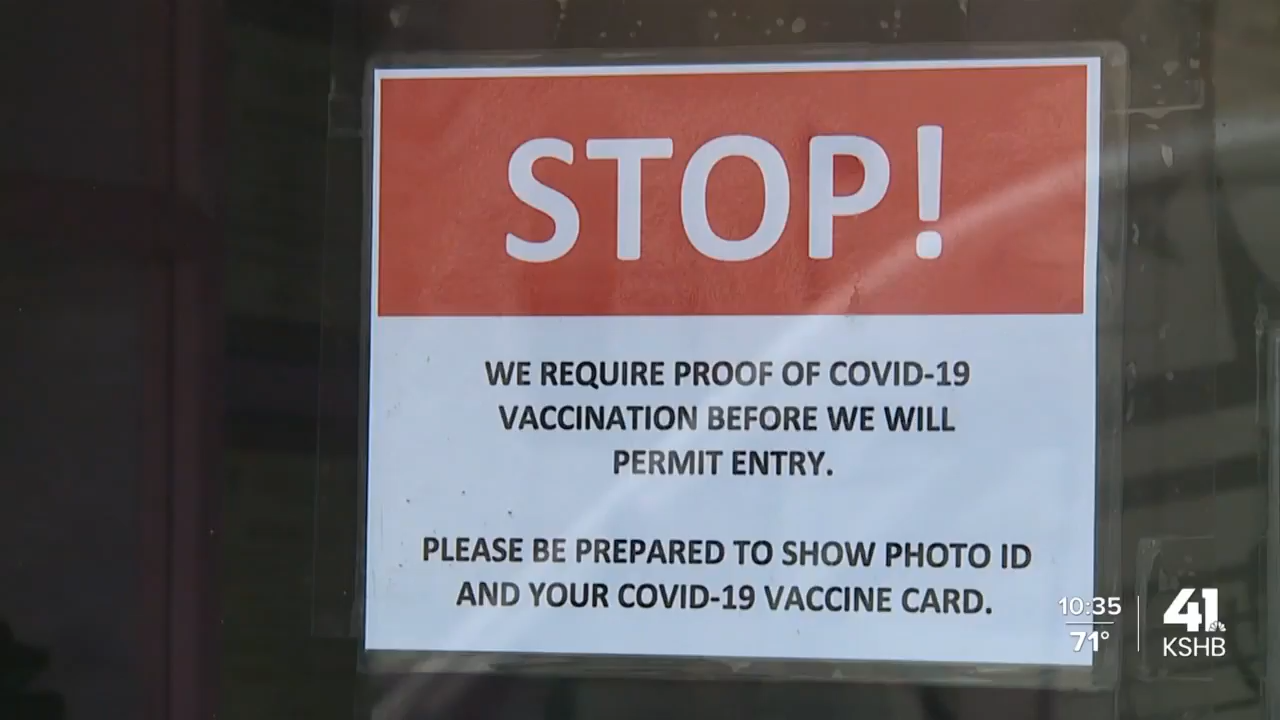 STOP!
WE REQUIRE PROOF OF COVID-19
VACCINATION BEFORE WE WILL
PERMIT ENTRY.
PLEASE BE PREPARED TO SHOW PHOTO ID
AND YOUR COVID-19 VACCINE CARD.
10:35
71°
41
KSHB